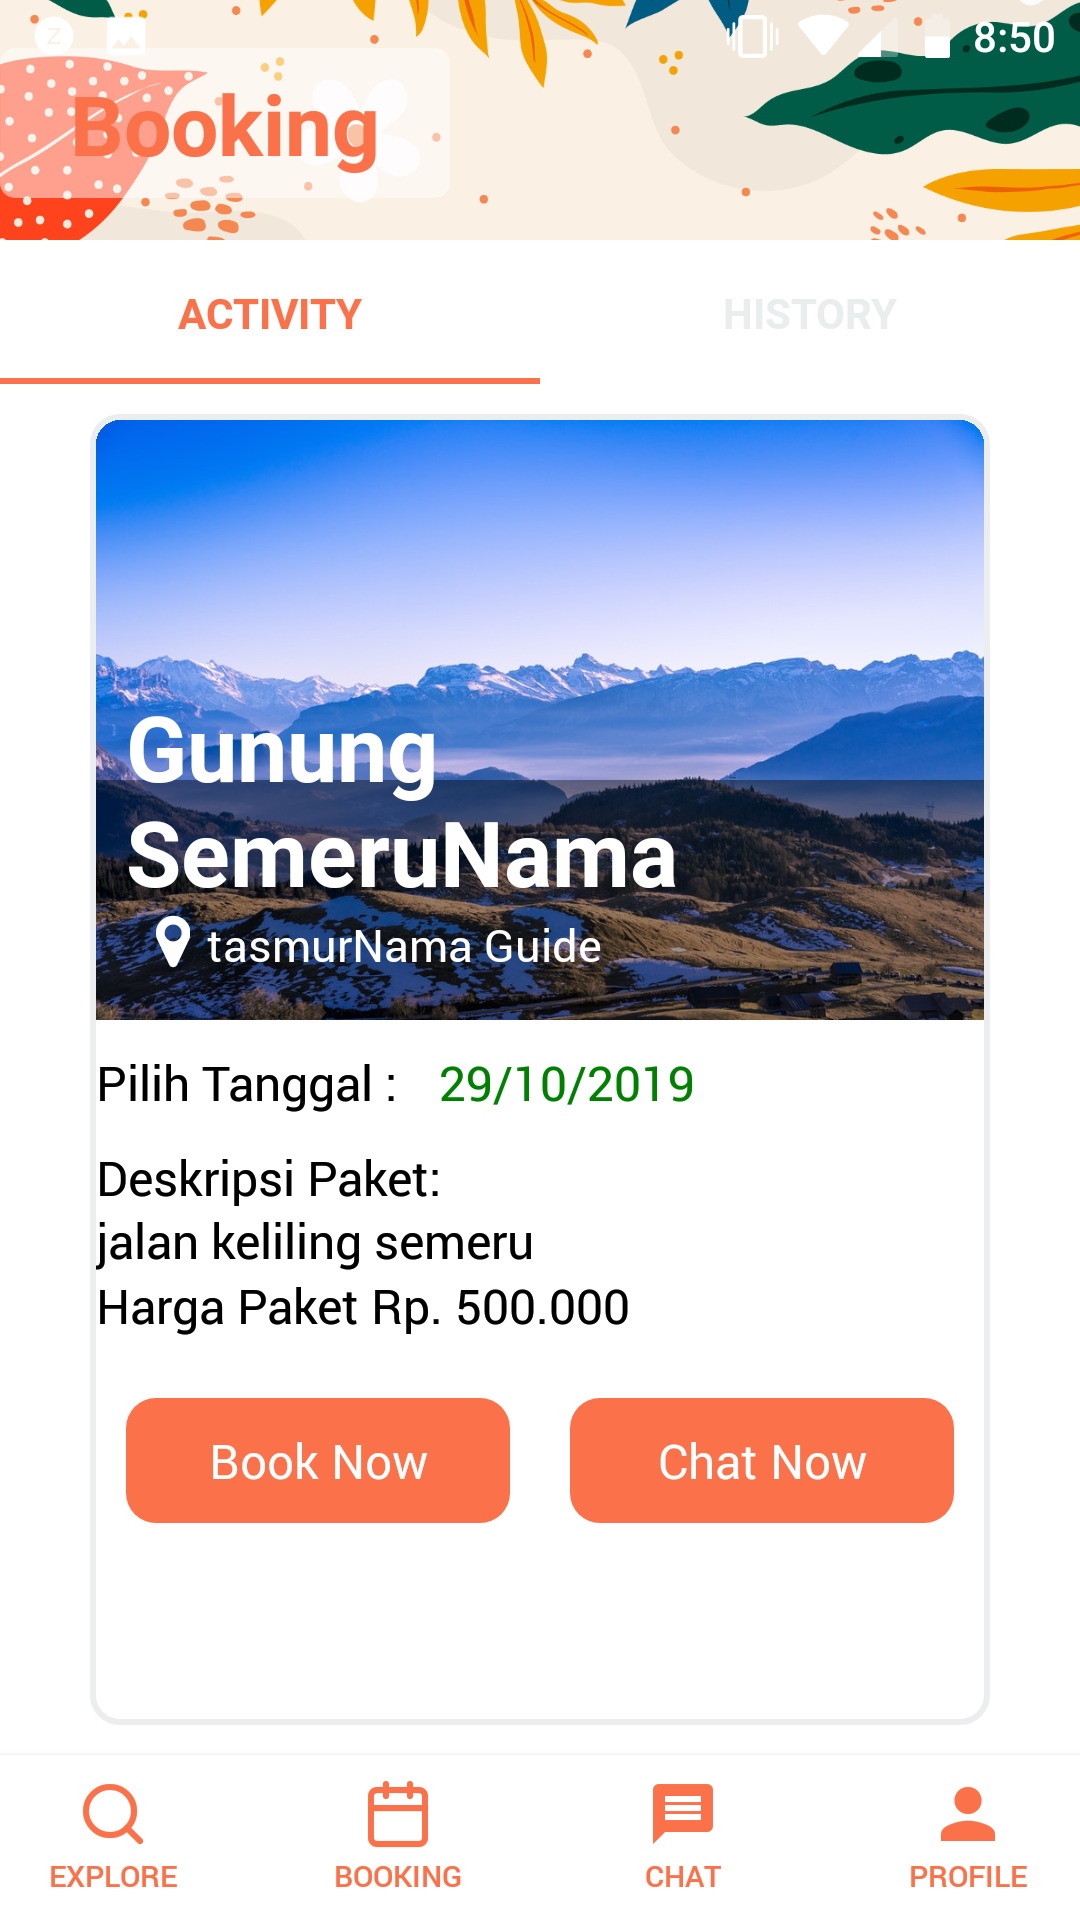 8:50
Booking
ACTIVITY
HISTORY
Gunung
SemeruNama
tasmurNama Guide
Pilih Tanggal : 29/10/2019
Deskripsi Paket:
jalan keliling semeru
Harga Paket Rp. 500.000
Book Now
Chat Now
EXPLORE
BOOKING
CHAT
PROFILE